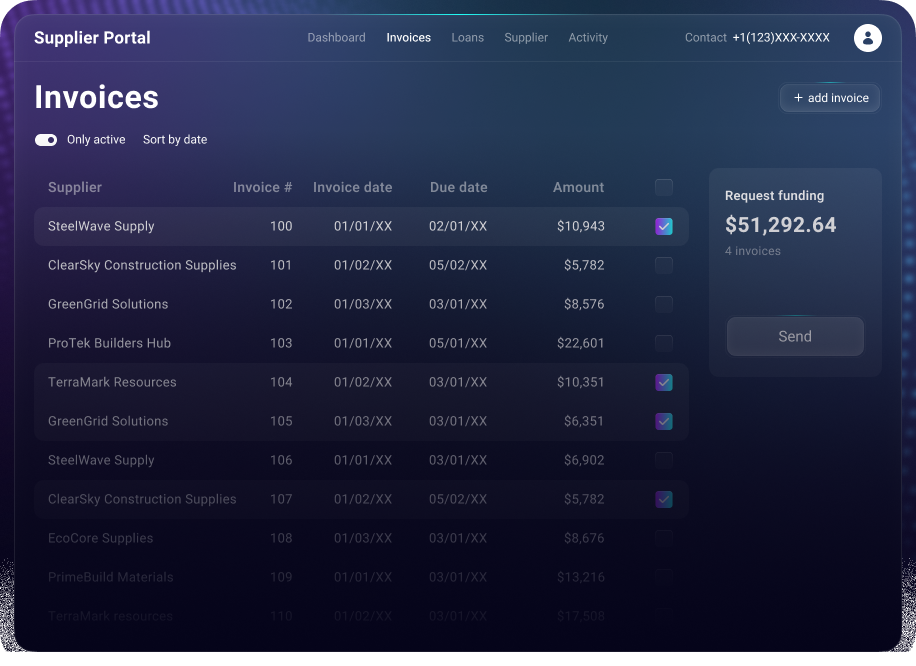 Supplier Portal Dashboard Invoices Loans Supplier Activity Contact +1(123)XXX-XXXX
Invoices
+ add invoice
Only active Sort by date
Supplier Invoice # Invoice date Due date Amount
SteelWave Supply 100 01/01/XX 02/01/XX $10,943
ClearSky Construction Supplies 101 01/02/XX 05/02/XX $5,782
GreenGrid Solutions 102 01/03/XX 03/01/XX $8,576
ProTek Builders Hub 103 01/01/XX 05/01/XX $22,601
TerraMark Resources 104 01/02/XX 03/01/XX $10,351
GreenGrid Solutions 105 01/03/XX 03/01/XX $6,351
SteelWave Supply 106 01/01/XX 03/01/XX $6,902
ClearSky Construction Supplies 107 01/02/XX 05/02/XX $5,782
EcoCore Supplies 108 01/03/XX 03/01/XX $8,676
PrimeBuild Materials 109 01/01/XX 03/01/XX $13,216
TerraMark resources 110 01/02/XX 03/01/XX $17,508
Request funding
$51,292.64
4 invoices
Send